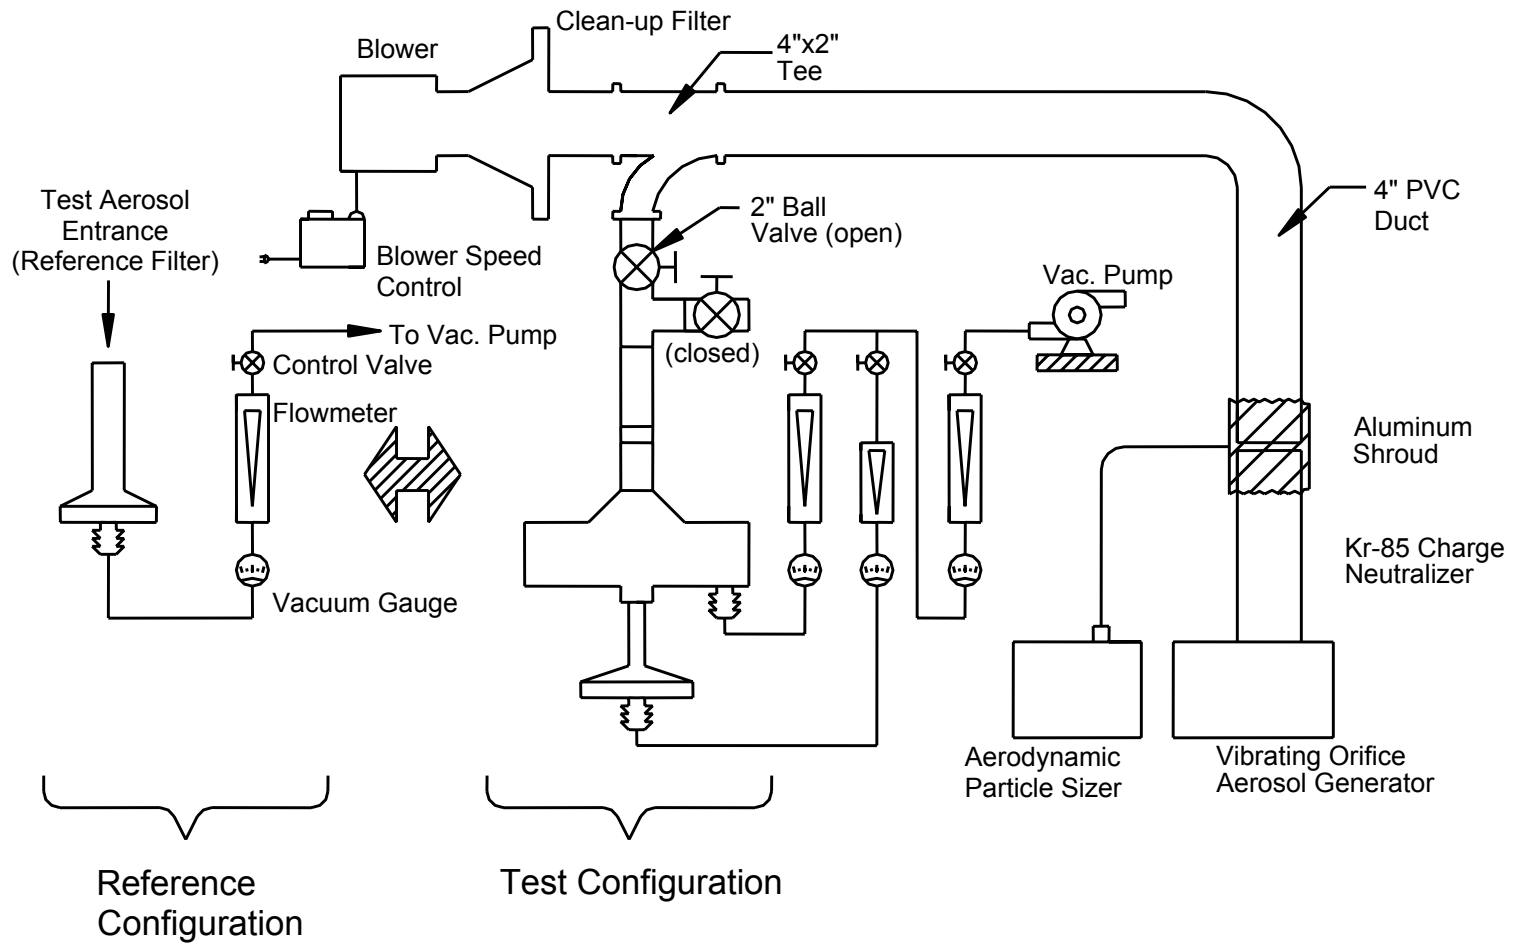 Clean-up Filter
Blower
4"x2"
Tee
Test Aerosol
Entrance
(Reference Filter)
4" PVC
Duct
2" Ball
Valve (open)
Blower Speed
Control
Vac. Pump
To Vac. Pump
(closed)
Control Valve
Flowmeter
Aluminum
Shroud
Kr-85 Charge
Neutralizer
Vacuum Gauge
Aerodynamic
Particle Sizer
Vibrating Orifice
Aerosol Generator
Reference
Configuration
Test Configuration